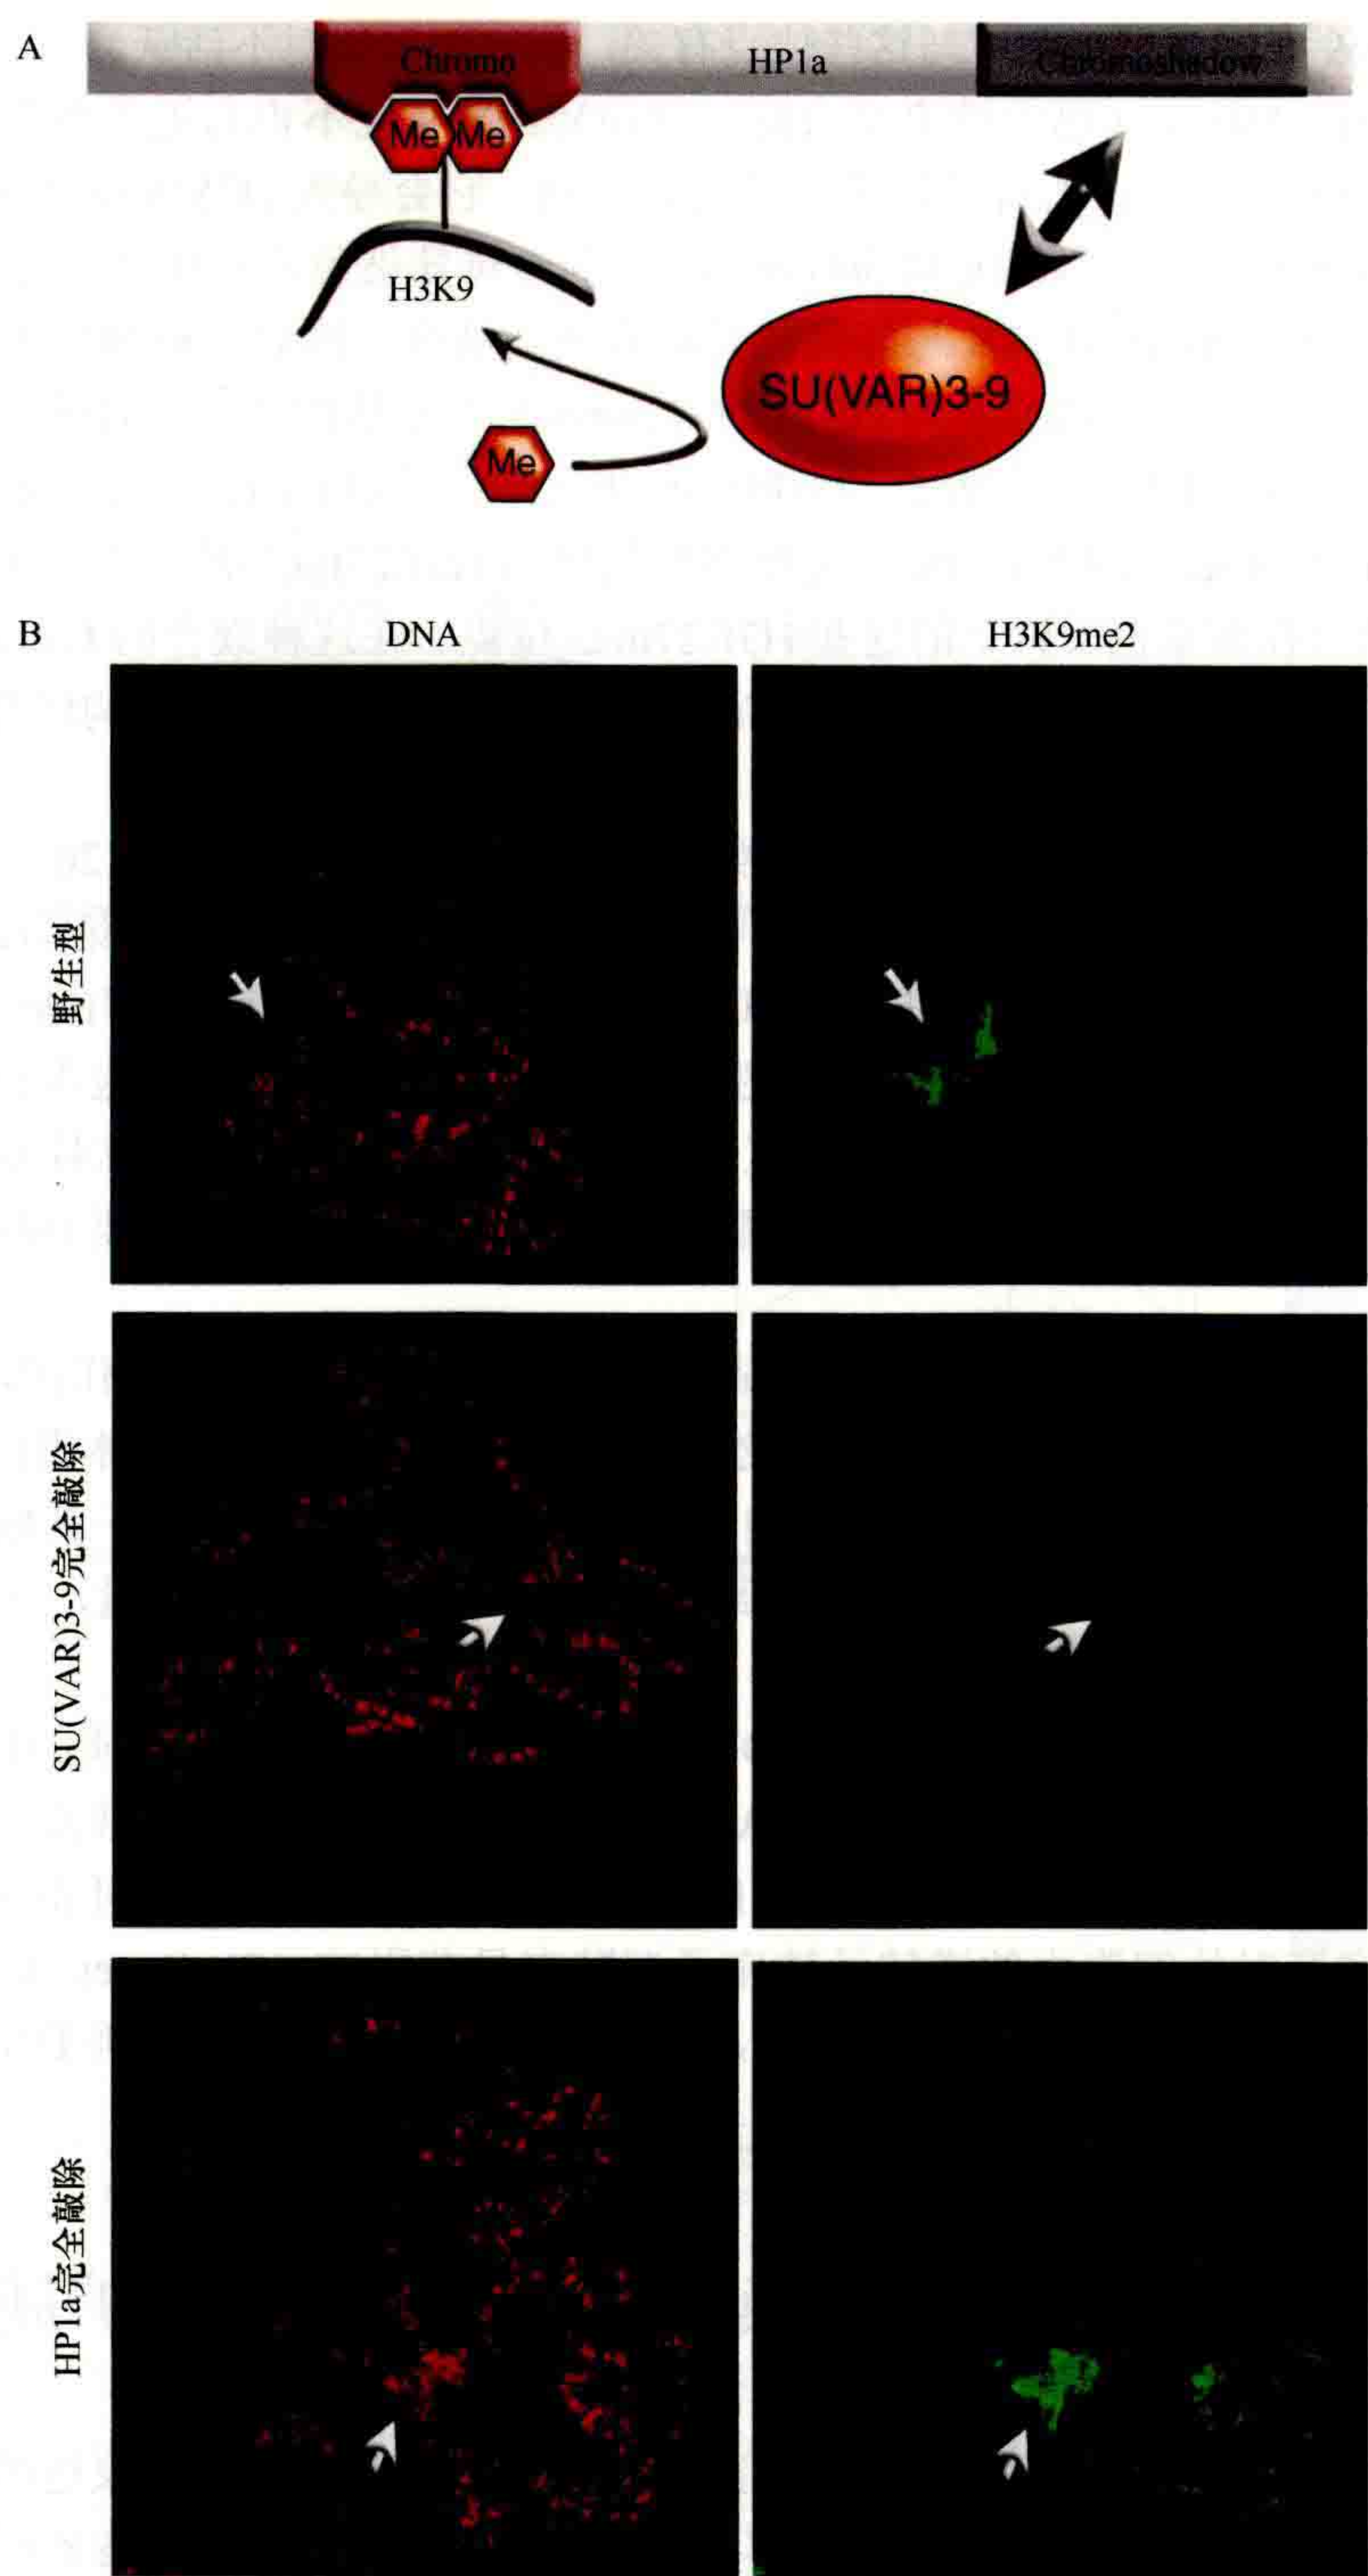 A
Chromo
HP1a
Chromoshadow
Me Me
H3K9
SU(VAR)3-9
Me
B
DNA
H3K9me2
野生型
SU(VAR)3-9完全敲除
HP1a完全敲除